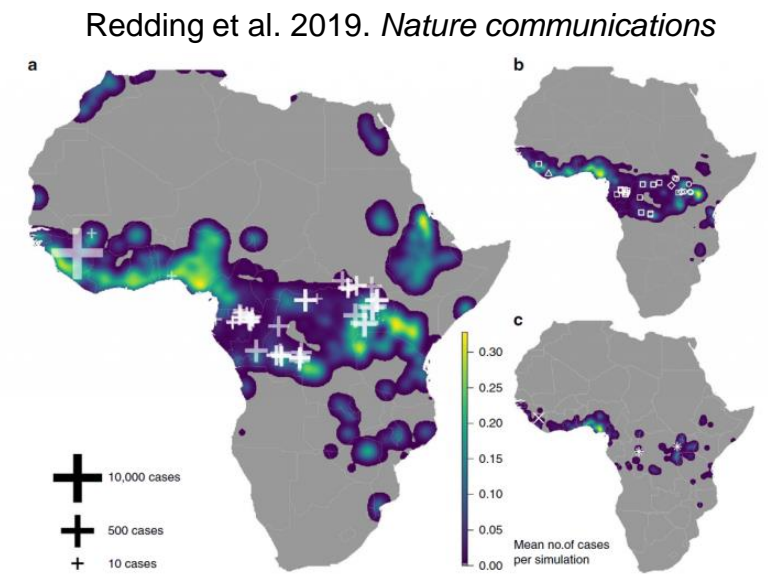 Redding et al. 2019. Nature communications
a
b
c
0.30
0.25
0.20
0.15
0.10
0.05
0.00
10,000 cases
500 cases
10 cases
Mean no.of cases
per simulation